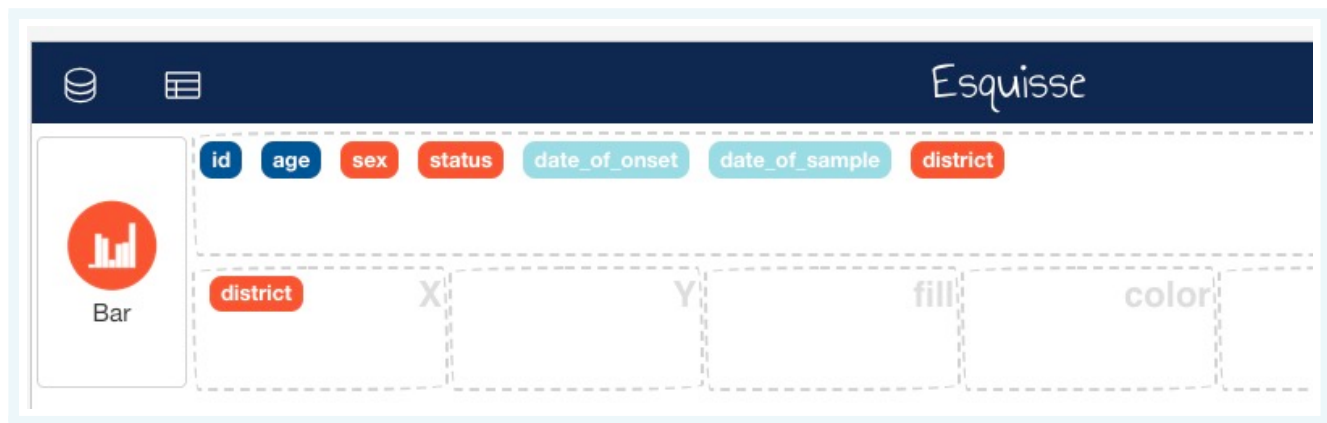 Esquisse
id age sex status date_of_onset date_of_sample district
district X Y fill color
Bar